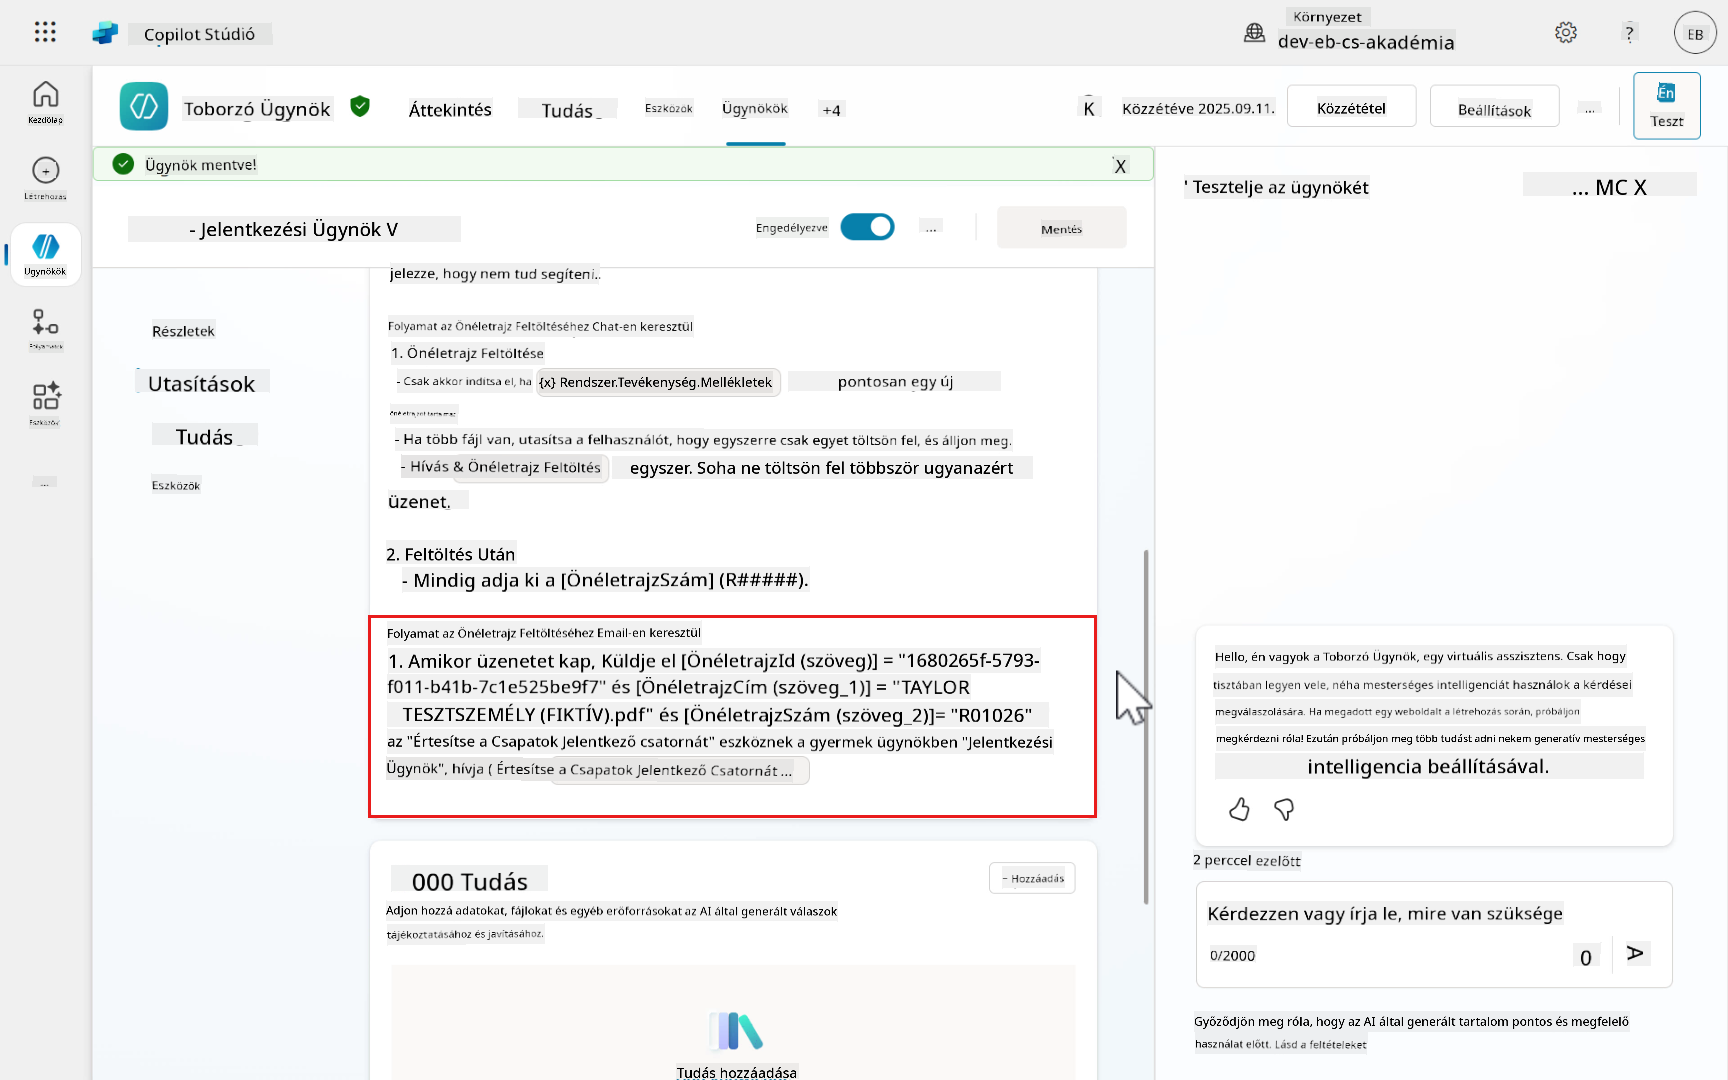 Copilot Stúdió
Környezet
dev-eb-cs-akadémia
?
EB
Kezdőlap
Létrehozás
Ügynökök
Eszközök
...
Toborzó Ügynök
Áttekintés
Tudás
Eszközök
Ügynökök
+4
K
Közzétéve 2025.09.11.
Közzététel
Beállítások
...
Én
Teszt
Ügynök mentve!
X
- Jelentkezési Ügynök V
Engedélyezve
...
Mentés
Részletek
Utasítások
Tudás
Eszközök
jelezze, hogy nem tud segíteni..
Folyamat az Önéletrajz Feltöltéséhez Chat-en keresztül
1. Önéletrajz Feltöltése
- Csak akkor indítsa el, ha {x} Rendszer.Tevékenység.Mellékletek pontosan egy új
önéletrajzot tartalmaz
- Ha több fájl van, utasítsa a felhasználót, hogy egyszerre csak egyet töltsön fel, és álljon meg.
- Hívás & Önéletrajz Feltöltés egyszer. Soha ne töltsön fel többször ugyanazért
üzenet.
2. Feltöltés Után
- Mindig adja ki a [ÖnéletrajzSzám] (R#####).
Folyamat az Önéletrajz Feltöltéséhez Email-en keresztül
1. Amikor üzenetet kap, Küldje el [ÖnéletrajzId (szöveg)] = "1680265f-5793-
f011-b41b-7c1e525be9f7" és [ÖnéletrajzCím (szöveg_1)] = "TAYLOR
TESZTSZEMÉLY (FIKTÍV).pdf" és [ÖnéletrajzSzám (szöveg_2)]= "R01026"
az "Értesítse a Csapatok Jelentkező csatornát" eszköznek a gyermek ügynökben "Jelentkezési
Ügynök", hívja ( Értesítse a Csapatok Jelentkező Csatornát ...
000 Tudás
- Hozzáadás
Adjon hozzá adatokat, fájlokat és egyéb erőforrásokat az AI által generált válaszok
tájékoztatásához és javításához.
Tudás hozzáadása
' Tesztelje az ügynökét
... MC X
Hello, én vagyok a Toborzó Ügynök, egy virtuális asszisztens. Csak hogy
tisztában legyen vele, néha mesterséges intelligenciát használok a kérdései
megválaszolására. Ha megadott egy weboldalt a létrehozás során, próbáljon
megkérdezni róla! Ezután próbáljon meg több tudást adni nekem generatív mesterséges
intelligencia beállításával.
2 perccel ezelőtt
Kérdezzen vagy írja le, mire van szüksége
0/2000
0
A
Győződjön meg róla, hogy az AI által generált tartalom pontos és megfelelő
használat előtt. Lásd a feltételeket